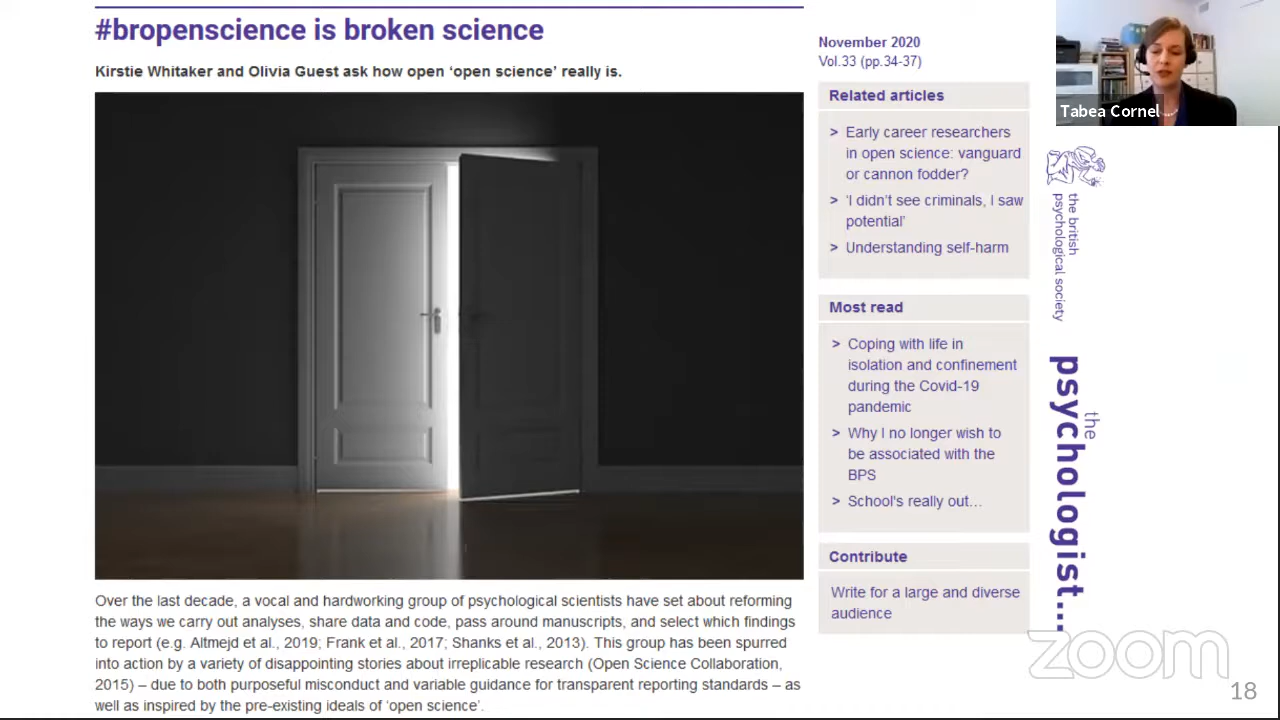 #bropenscience is broken science
Kirstie Whitaker and Olivia Guest ask how open ‘open science’ really is.
Over the last decade, a vocal and hardworking group of psychological scientists have set about reforming
the ways we carry out analyses, share data and code, pass around manuscripts, and select which findings
to report (e.g. Altmejd et al., 2019; Frank et al., 2017; Shanks et al., 2013). This group has been spurred
into action by a variety of disappointing stories about irreplicable research (Open Science Collaboration,
2015) – due to both purposeful misconduct and variable guidance for transparent reporting standards – as
well as inspired by the pre-existing ideals of ‘open science’.
November 2020
Vol.33 (pp.34-37)
Related articles
> Early career researchers
in open science: vanguard
or cannon fodder?
> ‘I didn’t see criminals, I saw
potential’
> Understanding self-harm
Most read
> Coping with life in
isolation and confinement
during the Covid-19
pandemic
> Why I no longer wish to
be associated with the
BPS
> School's really out…
Contribute
Write for a large and diverse
audience
Tabea Cornel
the british
psychological society
the
psychologist...
zoom
18